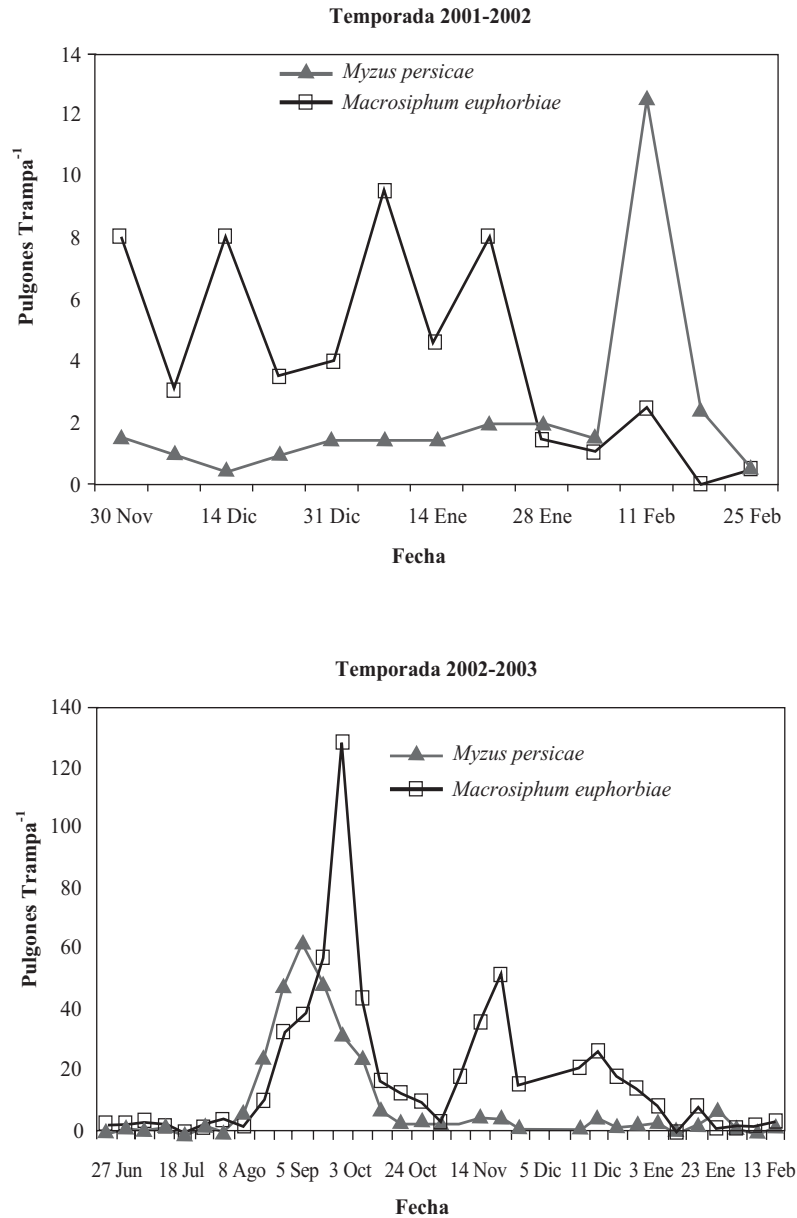 Temporada 2001-2002
Myzus persicae
Macrosiphum euphorbiae
Pulgones Trampa-1
14
12
10
8
6
4
2
0
30 Nov 14 Dic 31 Dic 14 Ene 28 Ene 11 Feb 25 Feb
Fecha
Temporada 2002-2003
Myzus persicae
Macrosiphum euphorbiae
Pulgones Trampa-1
140
120
100
80
60
40
20
0
27 Jun 18 Jul 8 Ago 5 Sep 3 Oct 24 Oct 14 Nov 5 Dic 11 Dic 3 Ene 23 Ene 13 Feb
Fecha